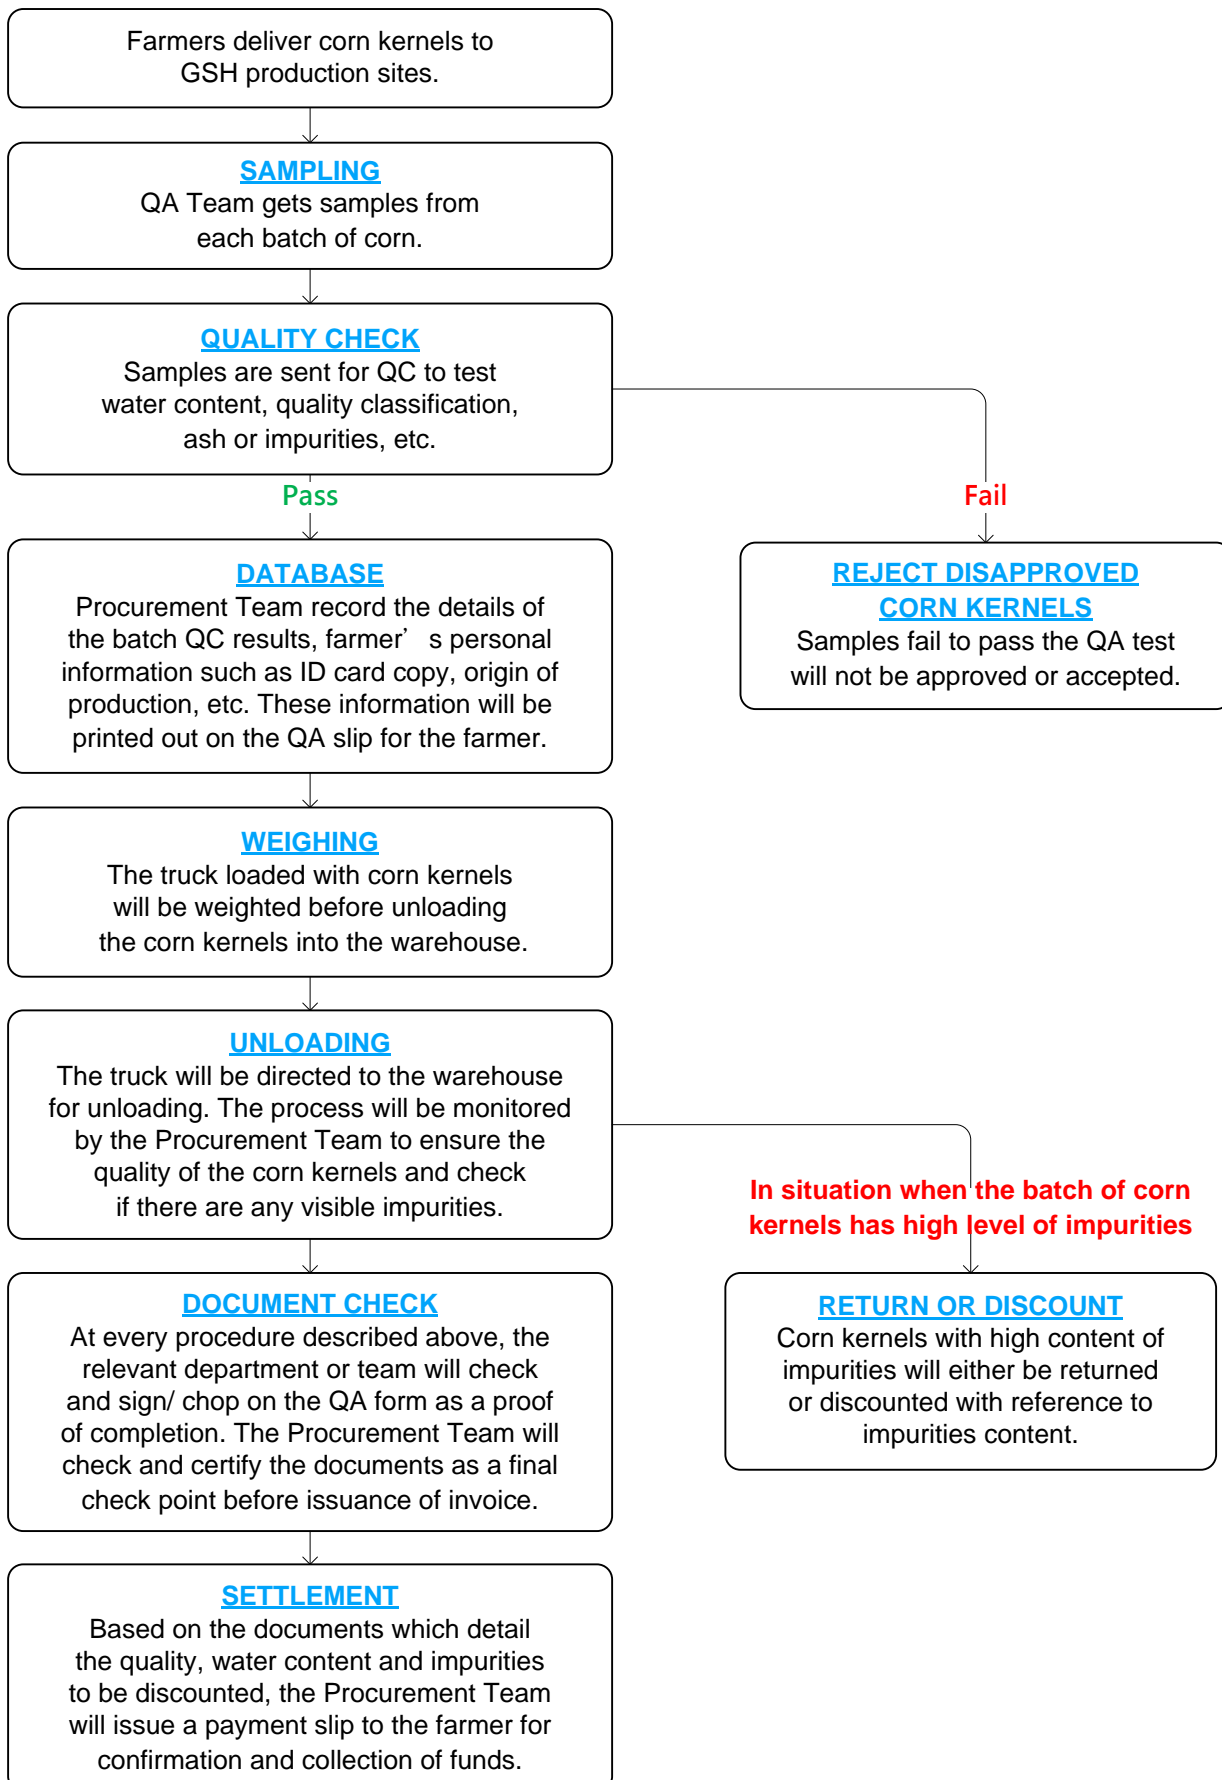 Farmers deliver corn kernels to
GSH production sites.
SAMPLING
QA Team gets samples from
each batch of corn.
QUALITY CHECK
Samples are sent for QC to test
water content, quality classification,
ash or impurities, etc.
Pass
Fail
DATABASE
Procurement Team record the details of
the batch QC results, farmer’ s personal
information such as ID card copy, origin of
production, etc. These information will be
printed out on the QA slip for the farmer.
REJECT DISAPPROVED
CORN KERNELS
Samples fail to pass the QA test
will not be approved or accepted.
WEIGHING
The truck loaded with corn kernels
will be weighted before unloading
the corn kernels into the warehouse.
UNLOADING
The truck will be directed to the warehouse
for unloading. The process will be monitored
by the Procurement Team to ensure the
quality of the corn kernels and check
if there are any visible impurities.
In situation when the batch of corn
kernels has high level of impurities
DOCUMENT CHECK
At every procedure described above, the
relevant department or team will check
and sign/ chop on the QA form as a proof
of completion. The Procurement Team will
check and certify the documents as a final
check point before issuance of invoice.
RETURN OR DISCOUNT
Corn kernels with high content of
impurities will either be returned
or discounted with reference to
impurities content.
SETTLEMENT
Based on the documents which detail
the quality, water content and impurities
to be discounted, the Procurement Team
will issue a payment slip to the farmer for
confirmation and collection of funds.